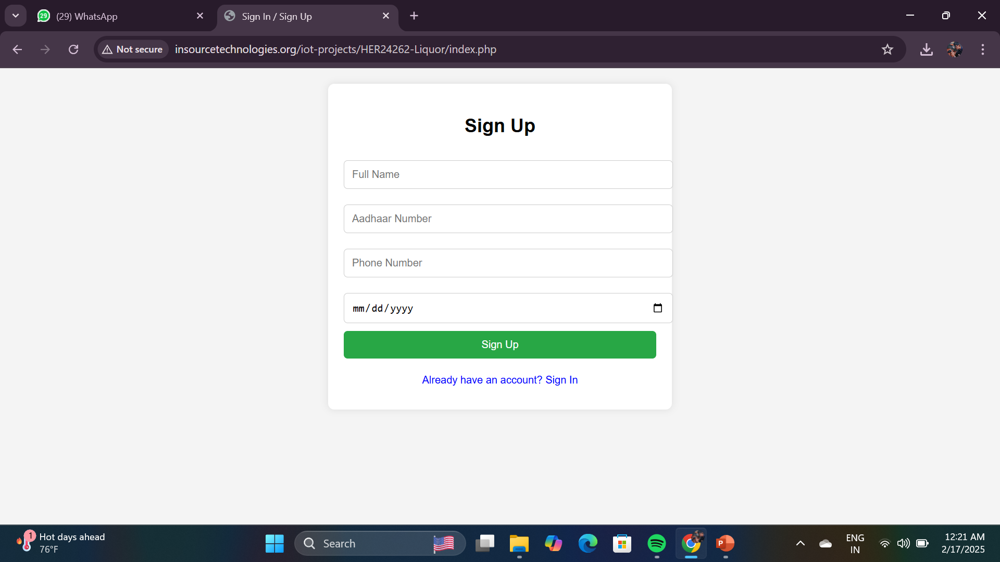 29
(29) WhatsApp
Sign In / Sign Up
Not secure
insourcetechnologies.org/iot-projects/HER24262-Liquor/index.php
Sign Up
Full Name
Aadhaar Number
Phone Number
mm/dd/yyyy
Sign Up
Already have an account? Sign In
1
Hot days ahead
76°F
Search
P
ENG
IN
12:21 AM
2/17/2025